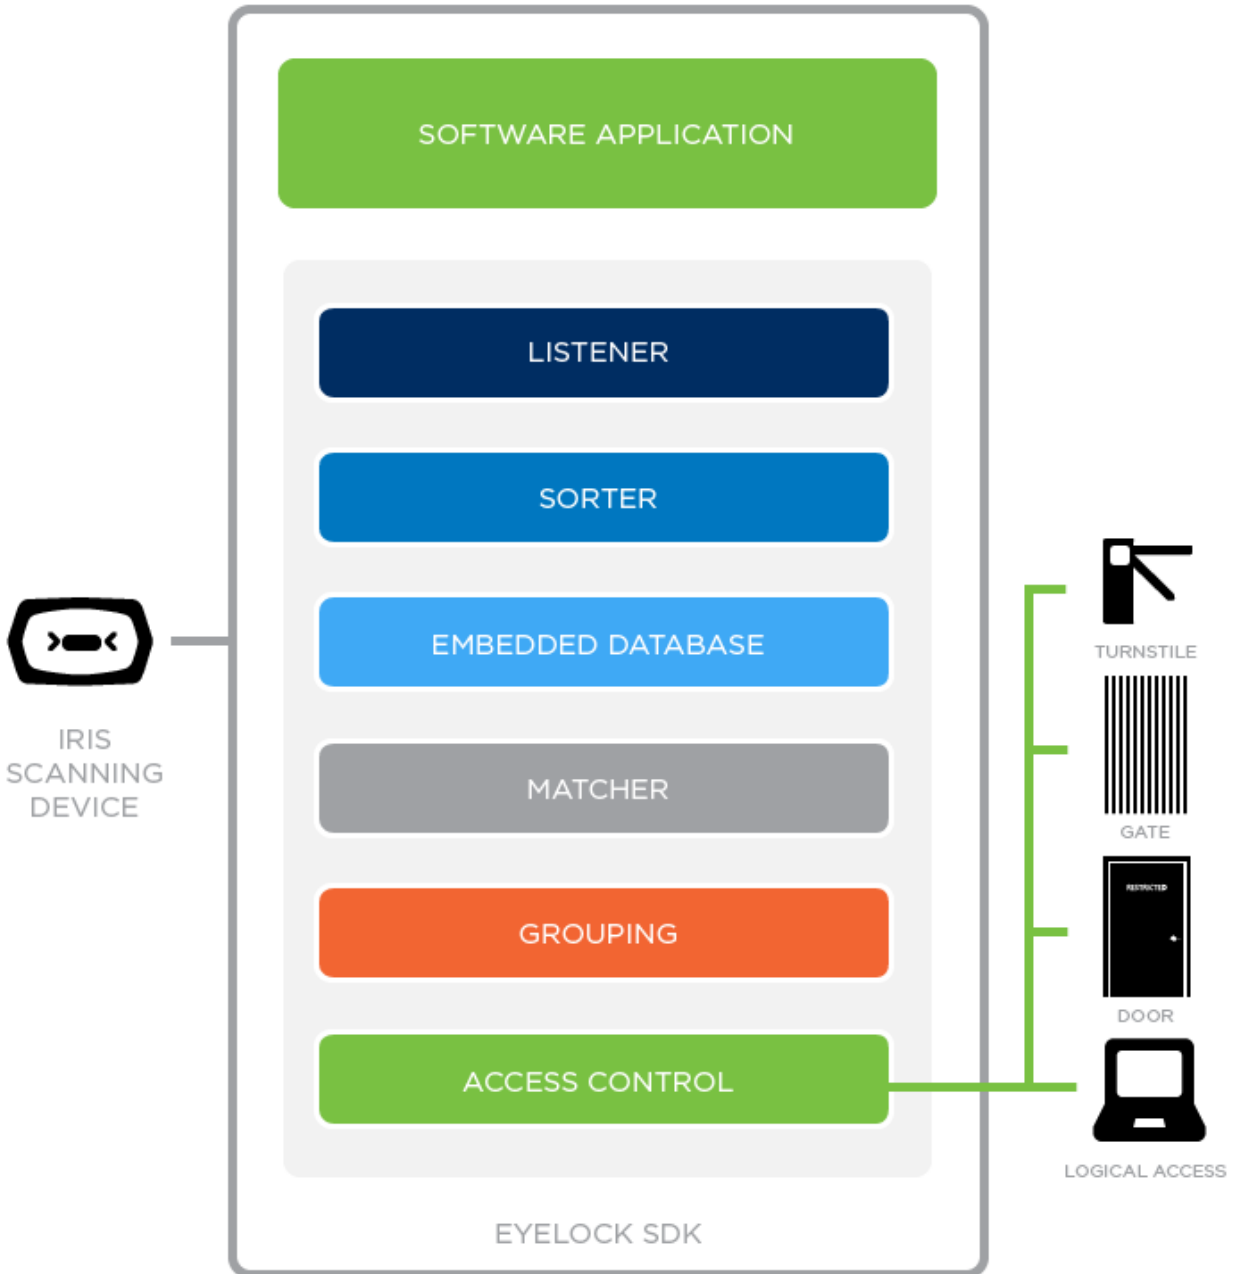 SOFTWARE APPLICATION
LISTENER
SORTER
EMBEDDED DATABASE
MATCHER
GROUPING
ACCESS CONTROL
EYELOCK SDK
IRIS
SCANNING
DEVICE
TURNSTILE
GATE
RESTRICTED
DOOR
LOGICAL ACCESS